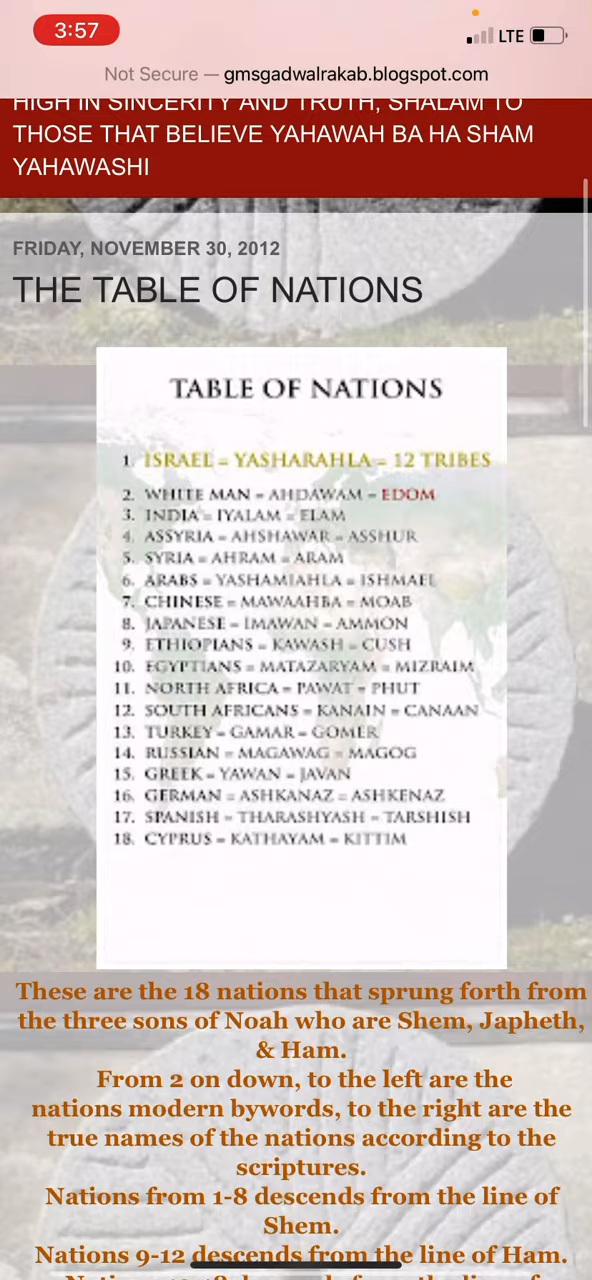 3:57
LTE
Not Secure — gmsgadwalrakab.blogspot.com
HIGH IN SINCERITY AND TRUTH, SHALAM TO
THOSE THAT BELIEVE YAHAWAH BA HA SHAM
YAHAWASHI
FRIDAY, NOVEMBER 30, 2012
THE TABLE OF NATIONS
TABLE OF NATIONS
1. ISRAEL = YASHARAHLA = 12 TRIBES
2. WHITE MAN = AHDAWAM = EDOM
3. INDIA = IYALAM = ELAM
4. ASSYRIA = AHSHAWAR = ASSHUR
5. SYRIA = AHRAM = ARAM
6. ARABS = YASHAMIAHLA = ISHMAEL
7. CHINESE = MAWAAHBA = MOAB
8. JAPANESE = IMAWAN = AMMON
9. ETHIOPIANS = KAWASH = CUSH
10. EGYPTIANS = MATAZARYAM = MIZRAIM
11. NORTH AFRICA = PAWAT = PHUT
12. SOUTH AFRICANS = KANAIN = CANAAN
13. TURKEY = GAMAR = GOMER
14. RUSSIAN = MAGAWAG = MAGOG
15. GREEK = YAWAN = JAVAN
16. GERMAN = ASHKANAZ = ASHKENAZ
17. SPANISH = THARASHYASH = TARSHISH
18. CYPRUS = KATHAYAM = KITTIM
These are the 18 nations that sprung forth from
the three sons of Noah who are Shem, Japheth,
& Ham.
From 2 on down, to the left are the
nations modern bywords, to the right are the
true names of the nations according to the
scriptures.
Nations from 1-8 descends from the line of
Shem.
Nations 9-12 descends from the line of Ham.